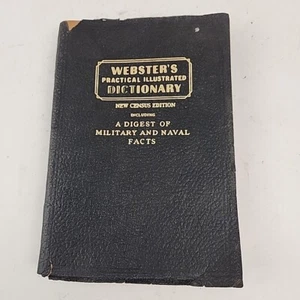 WEBSTER'S
PRACTICAL ILLUSTRATED
DICTIONARY
NEW CENSUS EDITION
INCLUDING
A DIGEST OF
MILITARY AND NAVAL
FACTS